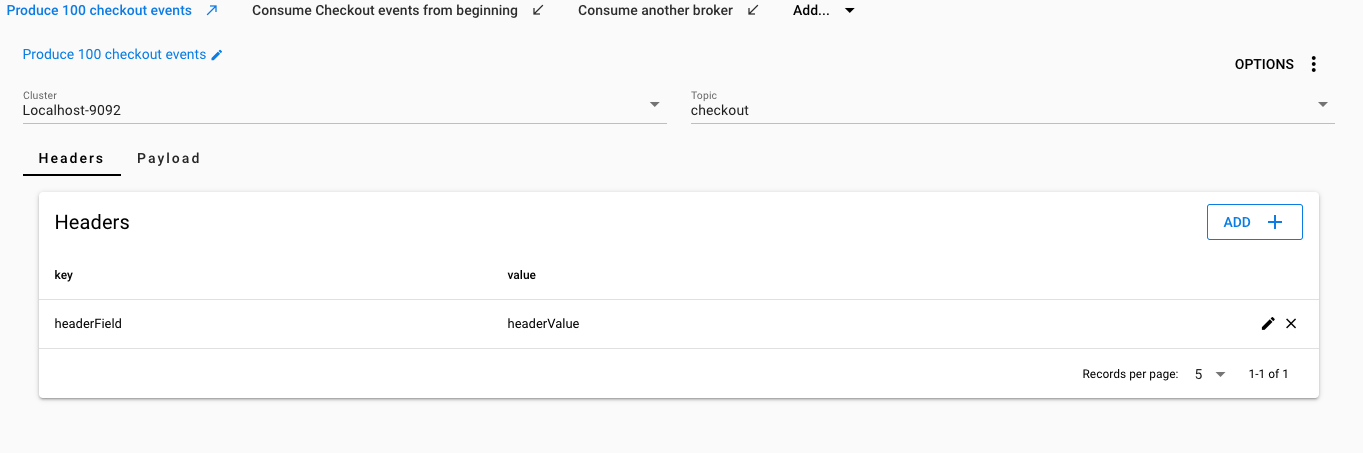 Produce 100 checkout events Consume Checkout events from beginning Consume another broker Add...
Produce 100 checkout events
OPTIONS
Cluster Topic
Localhost-9092 checkout
Headers Payload
Headers ADD
key value
headerField headerValue
Records per page: 5 1-1 of 1